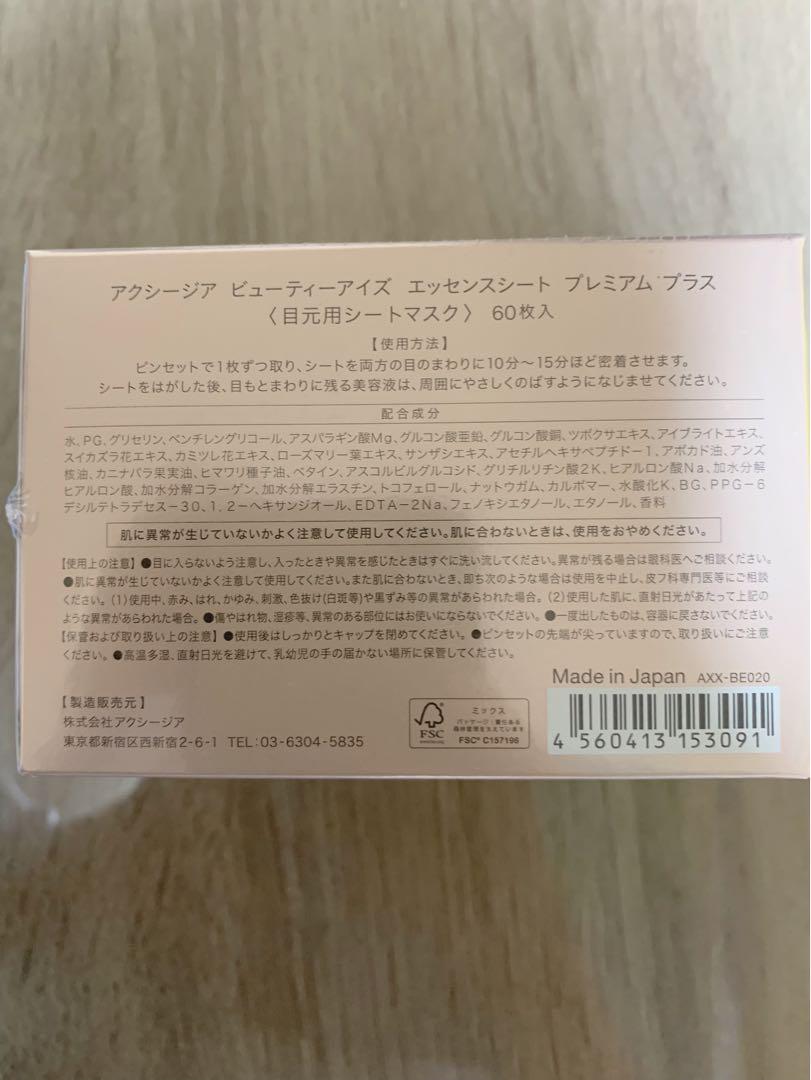 アクシージア ビューティーアイズ エッセンスシート プレミアム プラス
〈目元用シートマスク〉 60枚入
【使用方法】
ピンセットで1枚ずつ取り、シートを両方の目のまわりに10分〜15分ほど密着させます。
シートをはがした後、目もとまわりに残る美容液は、周囲にやさしくのばすようになじませてください。
配合成分
水、PG、グリセリン、ペンチレングリコール、アスパラギン酸Mg、グルコン酸亜鉛、グルコン酸銅、ツボクサエキス、アイブライトエキス、
スイカズラ花エキス、カミツレ花エキス、ローズマリー葉エキス、サンザシエキス、アセチルヘキサペプチド-1、アボカド油、アンズ
核油、カニナバラ果実油、ヒマワリ種子油、ベタイン、アスコルビルグルコシド、グリチルリチン酸2K、ヒアルロン酸Na、加水分解
ヒアルロン酸、加水分解コラーゲン、加水分解エラスチン、トコフェロール、ナットウガム、カルボマー、水酸化K、BG、PPG-6
デシルテトラデセス-30、1,2-ヘキサンジオール、EDTA-2Na、フェノキシエタノール、エタノール、香料
肌に異常が生じていないかよく注意して使用してください。肌に合わないときは、使用をおやめください。
【使用上の注意】●目に入らないよう注意し、入ったときや異常を感じたときはすぐに洗い流してください。異常が残る場合は眼科医へご相談ください。
●肌に異常が生じていないかよく注意して使用してください。また肌に合わないとき、即ち次のような場合は使用を中止し、皮フ科専門医等にご相談
ください。(1)使用中、赤み、はれ、かゆみ、刺激、色抜け(白斑等)や黒ずみ等の異常があらわれた場合。(2)使用した肌に、直射日光があたって上記の
ような異常があらわれた場合。●傷やはれ物、湿疹等、異常のある部位にはお使いにならないでください。●一度出したものは、容器に戻さないでください。
【保管および取り扱い上の注意】●使用後はしっかりとキャップを閉めてください。●ピンセットの先端が尖っていますので、取り扱いにご注意
ください。●高温多湿、直射日光を避けて、乳幼児の手の届かない場所に保管してください。
Made in Japan AXX-BE020
【製造販売元】
株式会社アクシージア
東京都新宿区西新宿2-6-1 TEL:03-6304-5835
FSC
ミックス
パッケージ|責任ある
森林管理を支えています
FSC® C157196
4 560413 153091